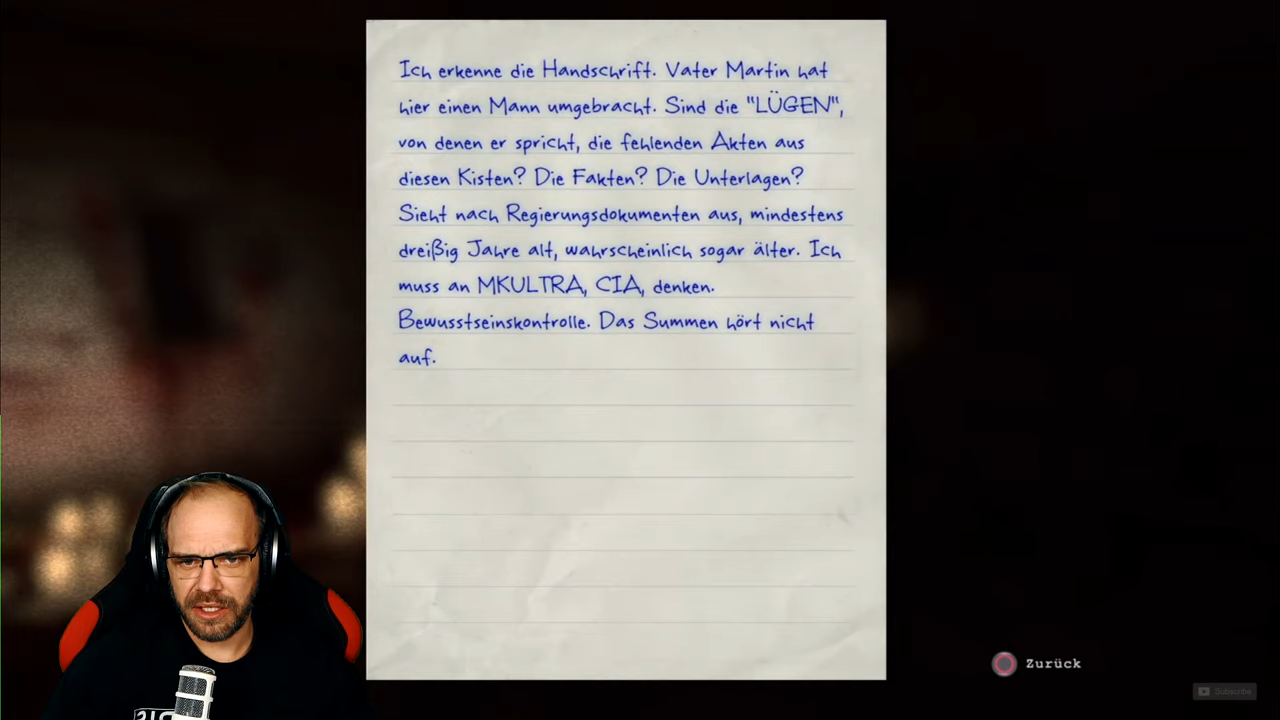 Ich erkenne die Handschrift. Vater Martin hat
hier einen Mann umgebracht. Sind die "LÜGEN",
von denen er spricht, die fehlenden Akten aus
diesen Kisten? Die Fakten? Die Unterlagen?
Sieht nach Regierungsdokumenten aus, mindestens
dreißig Jahre alt, wahrscheinlich sogar älter. Ich
muss an MKULTRA, CIA, denken.
Bewusstseinskontrolle. Das Summen hört nicht
auf.
Zurück
Subscribe